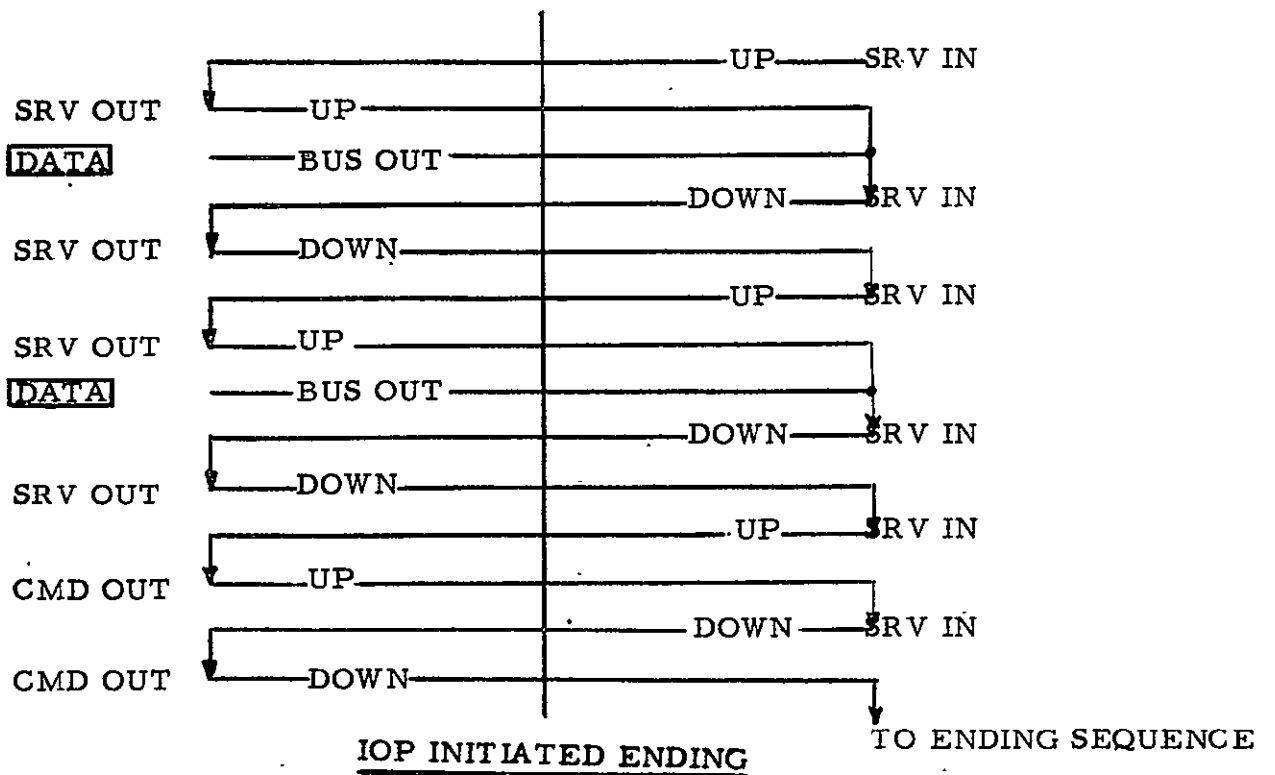 UP SRV IN
SRV OUT UP
DATA BUS OUT
DOWN SRV IN
SRV OUT DOWN
UP SRV IN
SRV OUT UP
DATA BUS OUT
DOWN SRV IN
SRV OUT DOWN
UP SRV IN
CMD OUT UP
DOWN SRV IN
CMD OUT DOWN
TO ENDING SEQUENCE
IOP INITIATED ENDING